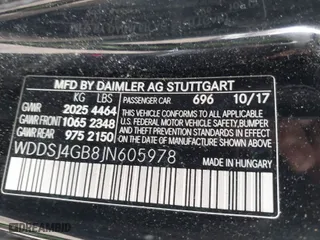 MFD BY DAIMLER AG STUTTGART
KG LBS PASSENGER CAR 696 10/17
GVWR 2025 4464
GAWR FRONT 1065 2348
GAWR REAR 975 2150
THIS VEHICLE CONFORMS TO ALL APPLICABLE
U.S. FEDERAL MOTOR VEHICLE SAFETY, BUMPER,
AND THEFT PREVENTION STANDARDS IN EFFECT
ON THE DATE OF MANUFACTURE SHOWN ABOVE.
WDDSJ4GB8JN605978
MADE IN HUNGARY
DREAMBID